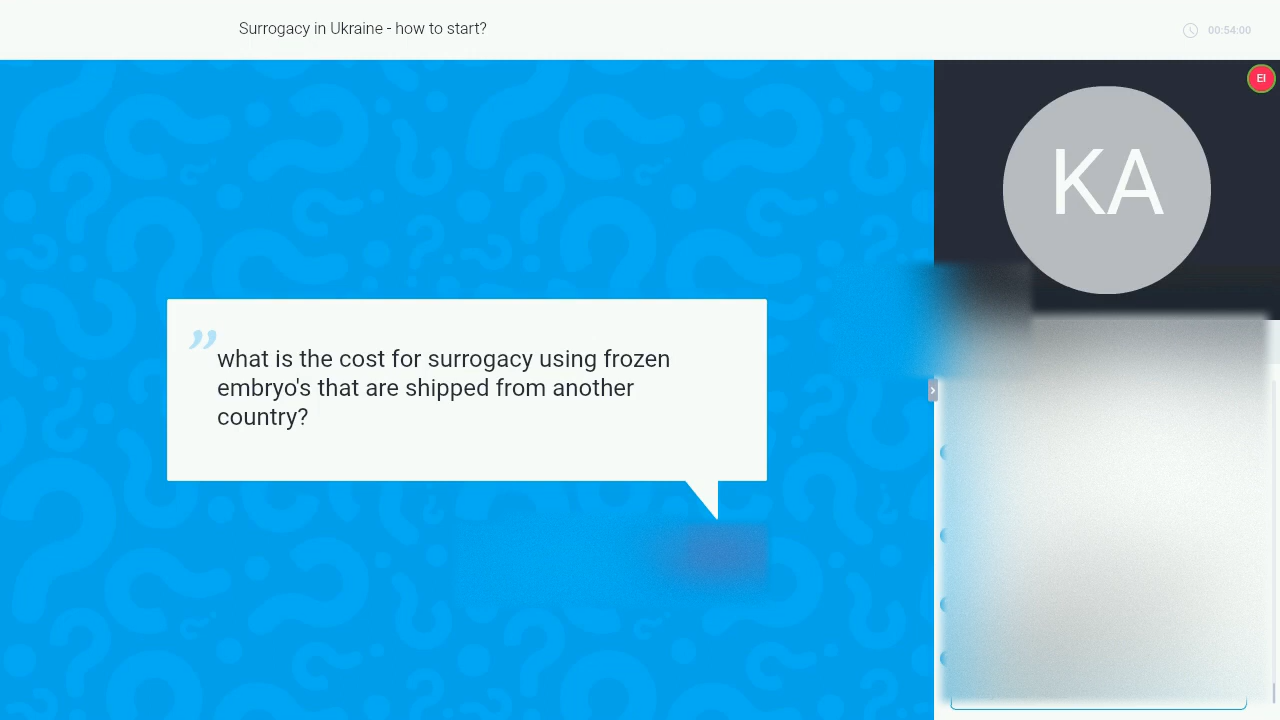 Surrogacy in Ukraine - how to start?
00:54:00
EI
KA
” what is the cost for surrogacy using frozen
embryo's that are shipped from another
country?